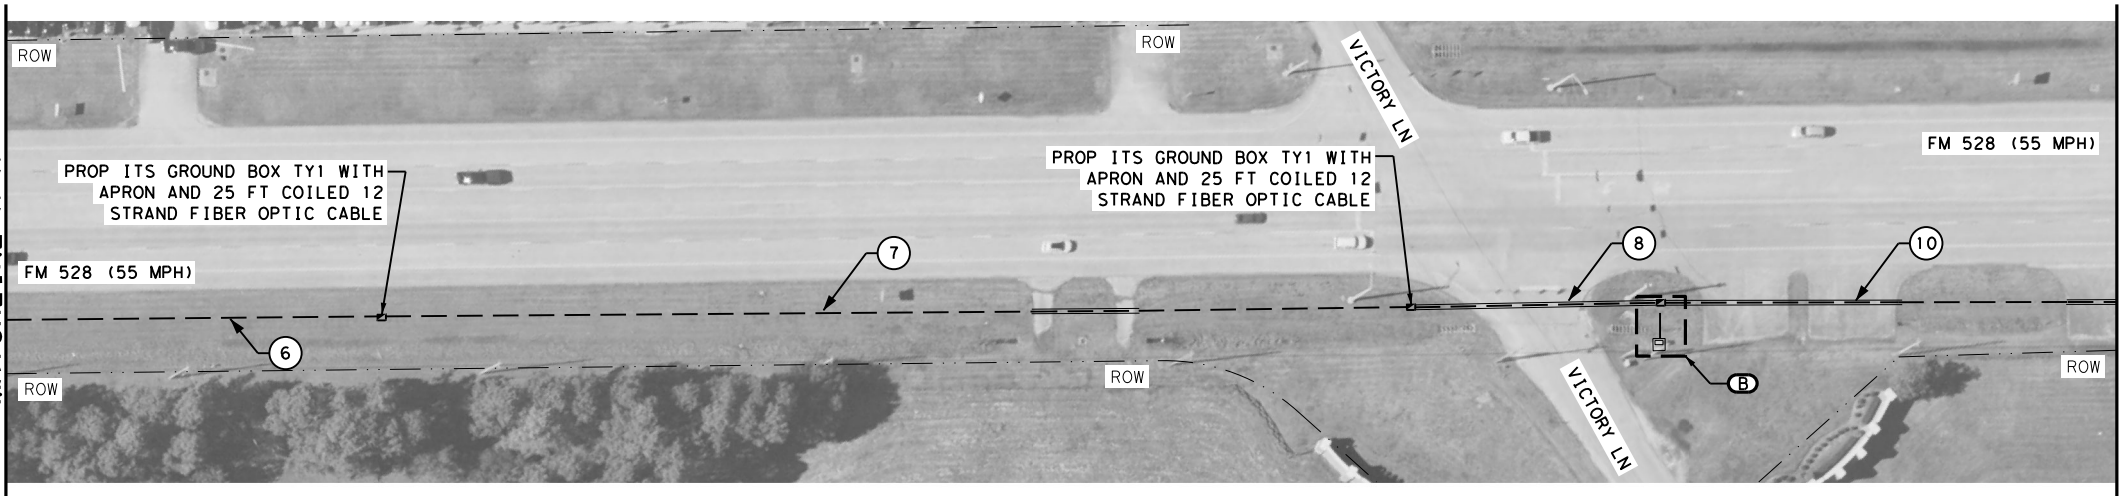 ROW
ROW
VICTORY LN
FM 528 (55 MPH)
PROP ITS GROUND BOX TY1 WITH
APRON AND 25 FT COILED 12
STRAND FIBER OPTIC CABLE
PROP ITS GROUND BOX TY1 WITH
APRON AND 25 FT COILED 12
STRAND FIBER OPTIC CABLE
FM 528 (55 MPH)
7
8
10
6
ROW
ROW
B
ROW
VICTORY LN